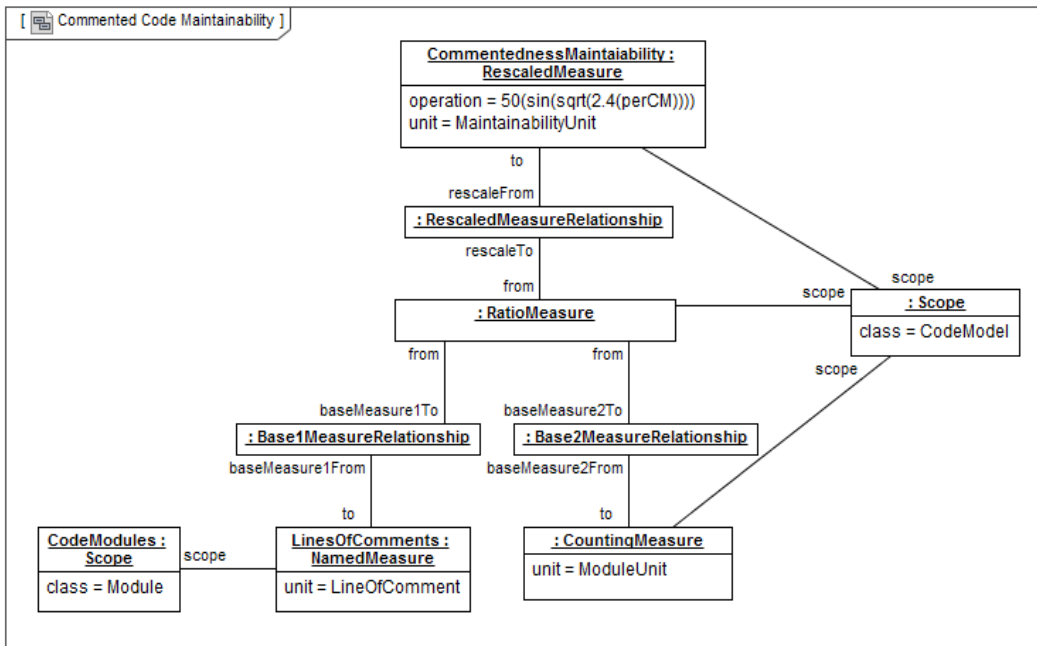 [ Commented Code Maintainability ]
CommentednessMaintaiability :
RescaledMeasure
operation = 50(sin(sqrt(2.4(perCM))))
unit = MaintainabilityUnit
to
rescaleFrom
: RescaledMeasureRelationship
rescaleTo
from
scope
scope
: RatioMeasure
: Scope
class = CodeModel
from
from
scope
baseMeasure1To
baseMeasure2To
: Base1MeasureRelationship
: Base2MeasureRelationship
baseMeasure1From
baseMeasure2From
to
to
CodeModules :
Scope
class = Module
scope
LinesOfComments :
NamedMeasure
unit = LineOfComment
: CountingMeasure
unit = ModuleUnit